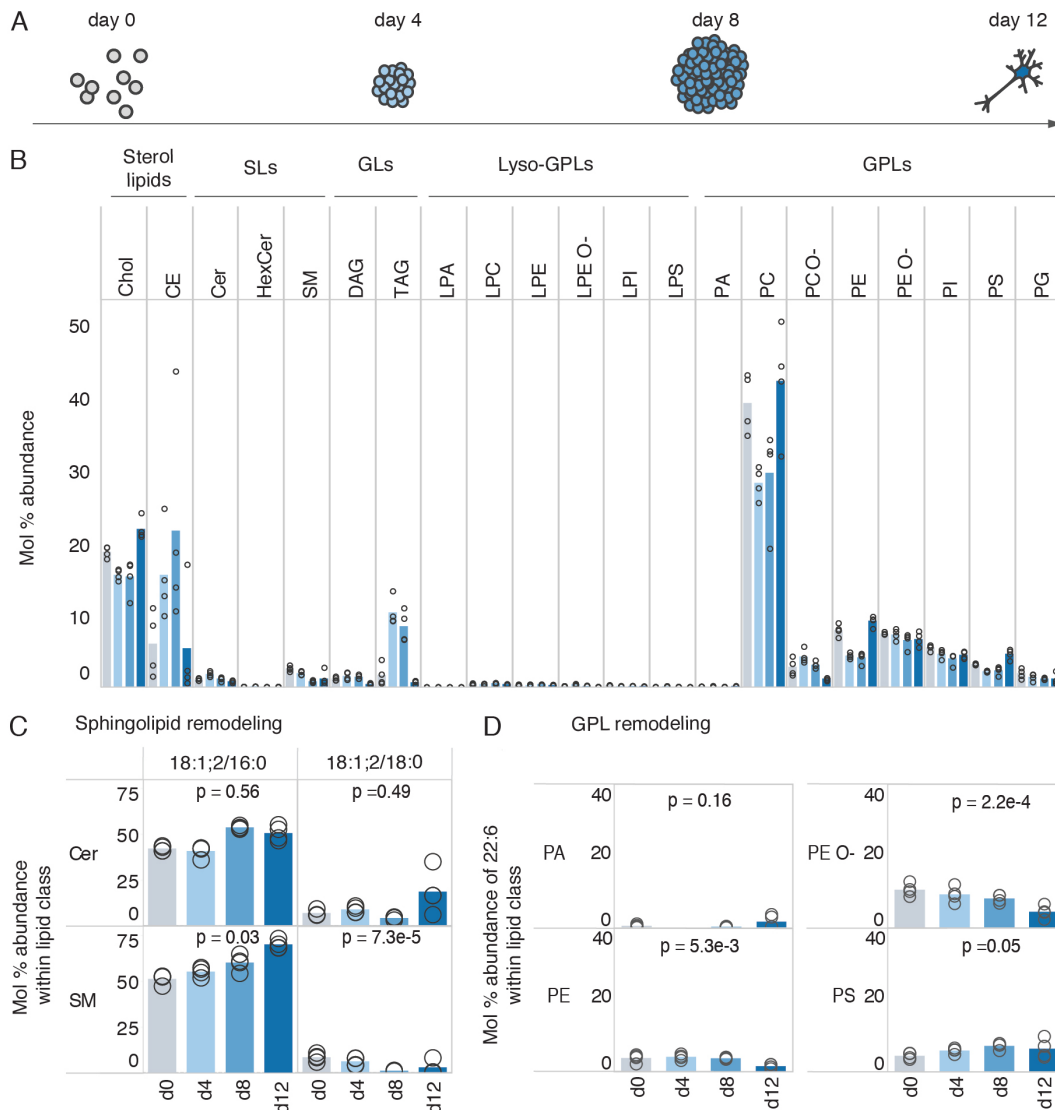 A
day 0 day 4 day 8 day 12
B
Sterol lipids SLs GLs Lyso-GPLs GPLs
Chol CE Cer HexCer SM DAG TAG LPA LPC LPE LPE O- LPI LPS PA PC PC O- PE PE O- PI PS PG
Mol % abundance
50
40
30
20
10
0
C Sphingolipid remodeling
18:1;2/16:0 18:1;2/18:0
Mol % abundance
within lipid class
Cer
75
50
25
0
p = 0.56 p =0.49
SM
75
50
25
0
p = 0.03 p = 7.3e-5
d0 d4 d8 d12 d0 d4 d8 d12
D GPL remodeling
Mol % abundance of 22:6
within lipid class
PA
40
20
0
p = 0.16
PE O-
40
20
0
p = 2.2e-4
PE
40
20
0
p = 5.3e-3
PS
40
20
0
p =0.05
d0 d4 d8 d12 d0 d4 d8 d12